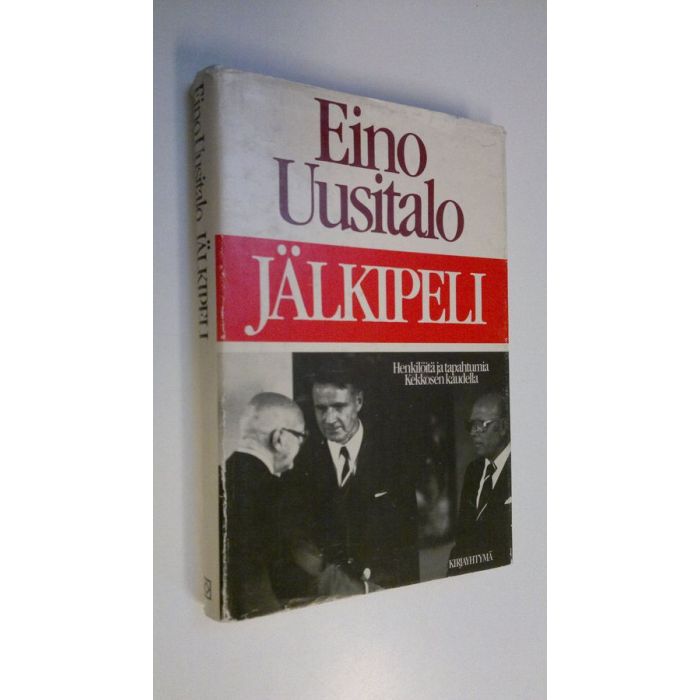 Eino Uusitalo JÄLKIPELI
Eino
Uusitalo
JÄLKIPELI
Henkilöitä ja tapahtumia
Kekkosen kaudella
KIRJAYHTYMÄ